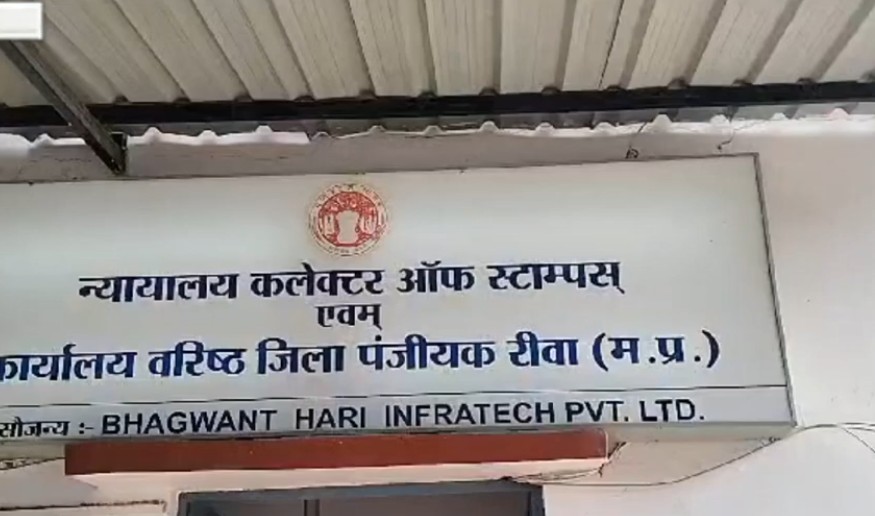 न्यायालय कलेक्टर ऑफ स्टाम्पस्
एवम्
कार्यालय वरिष्ठ जिला पंजीयक रीवा (म.प्र.)
सौजन्य :- BHAGWANT HARI INFRATECH PVT. LTD.